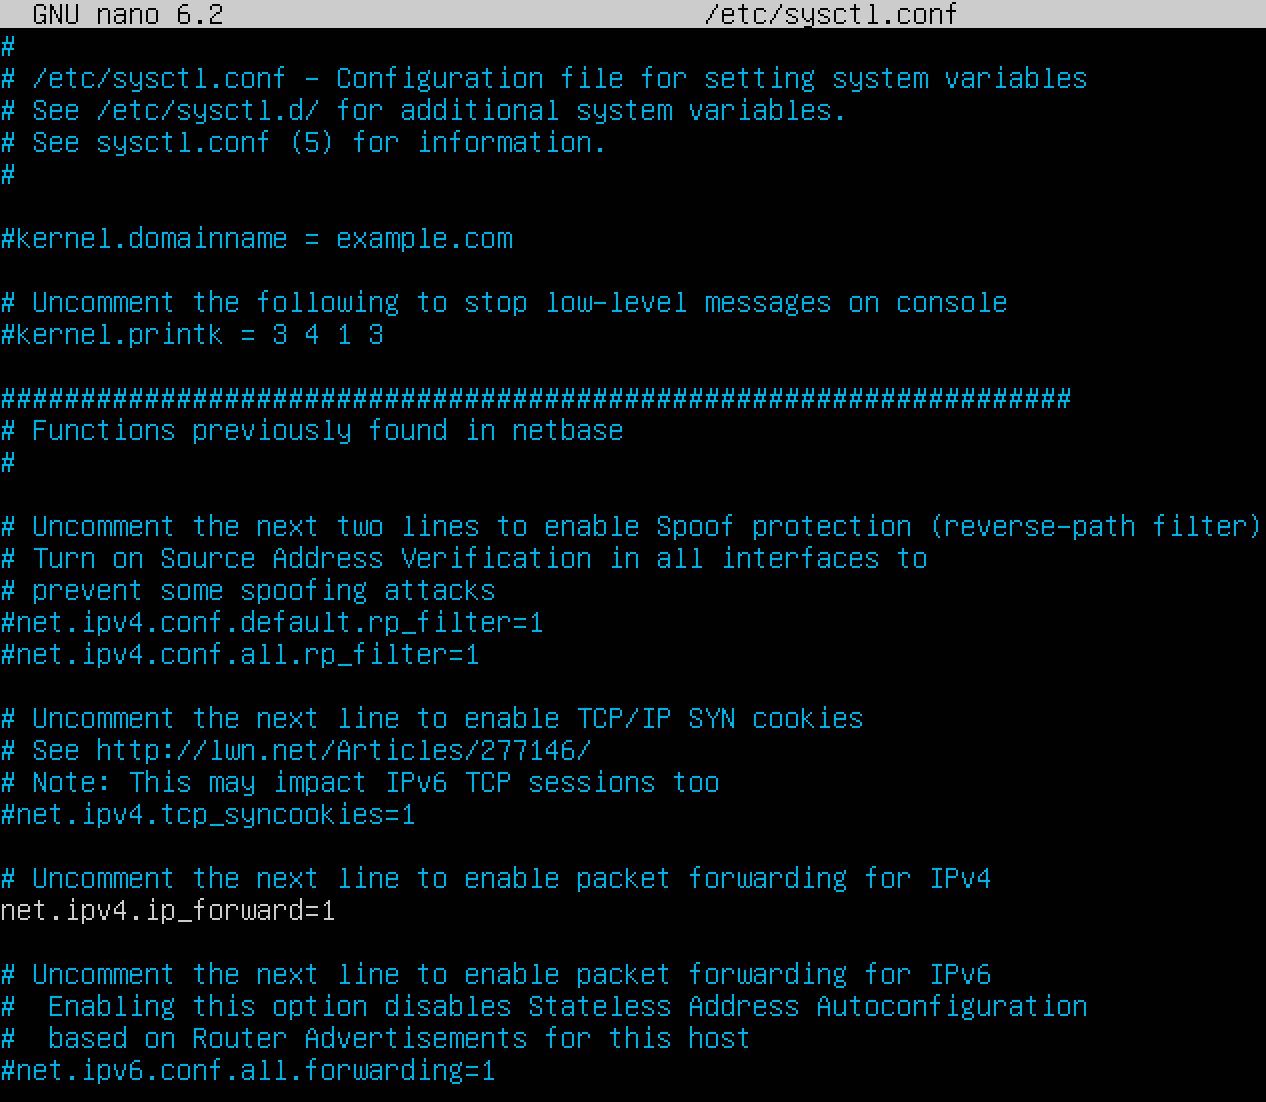 GNU nano 6.2 /etc/sysctl.conf
#
# /etc/sysctl.conf - Configuration file for setting system variables
# See /etc/sysctl.d/ for additional system variables.
# See sysctl.conf (5) for information.
#
#kernel.domainname = example.com
# Uncomment the following to stop low-level messages on console
#kernel.printk = 3 4 1 3
###################################################################
# Functions previously found in netbase
#
# Uncomment the next two lines to enable Spoof protection (reverse-path filter)
# Turn on Source Address Verification in all interfaces to
# prevent some spoofing attacks
#net.ipv4.conf.default.rp_filter=1
#net.ipv4.conf.all.rp_filter=1
# Uncomment the next line to enable TCP/IP SYN cookies
# See http://lwn.net/Articles/277146/
# Note: This may impact IPv6 TCP sessions too
#net.ipv4.tcp_syncookies=1
# Uncomment the next line to enable packet forwarding for IPv4
net.ipv4.ip_forward=1
# Uncomment the next line to enable packet forwarding for IPv6
#  Enabling this option disables Stateless Address Autoconfiguration
#  based on Router Advertisements for this host
#net.ipv6.conf.all.forwarding=1